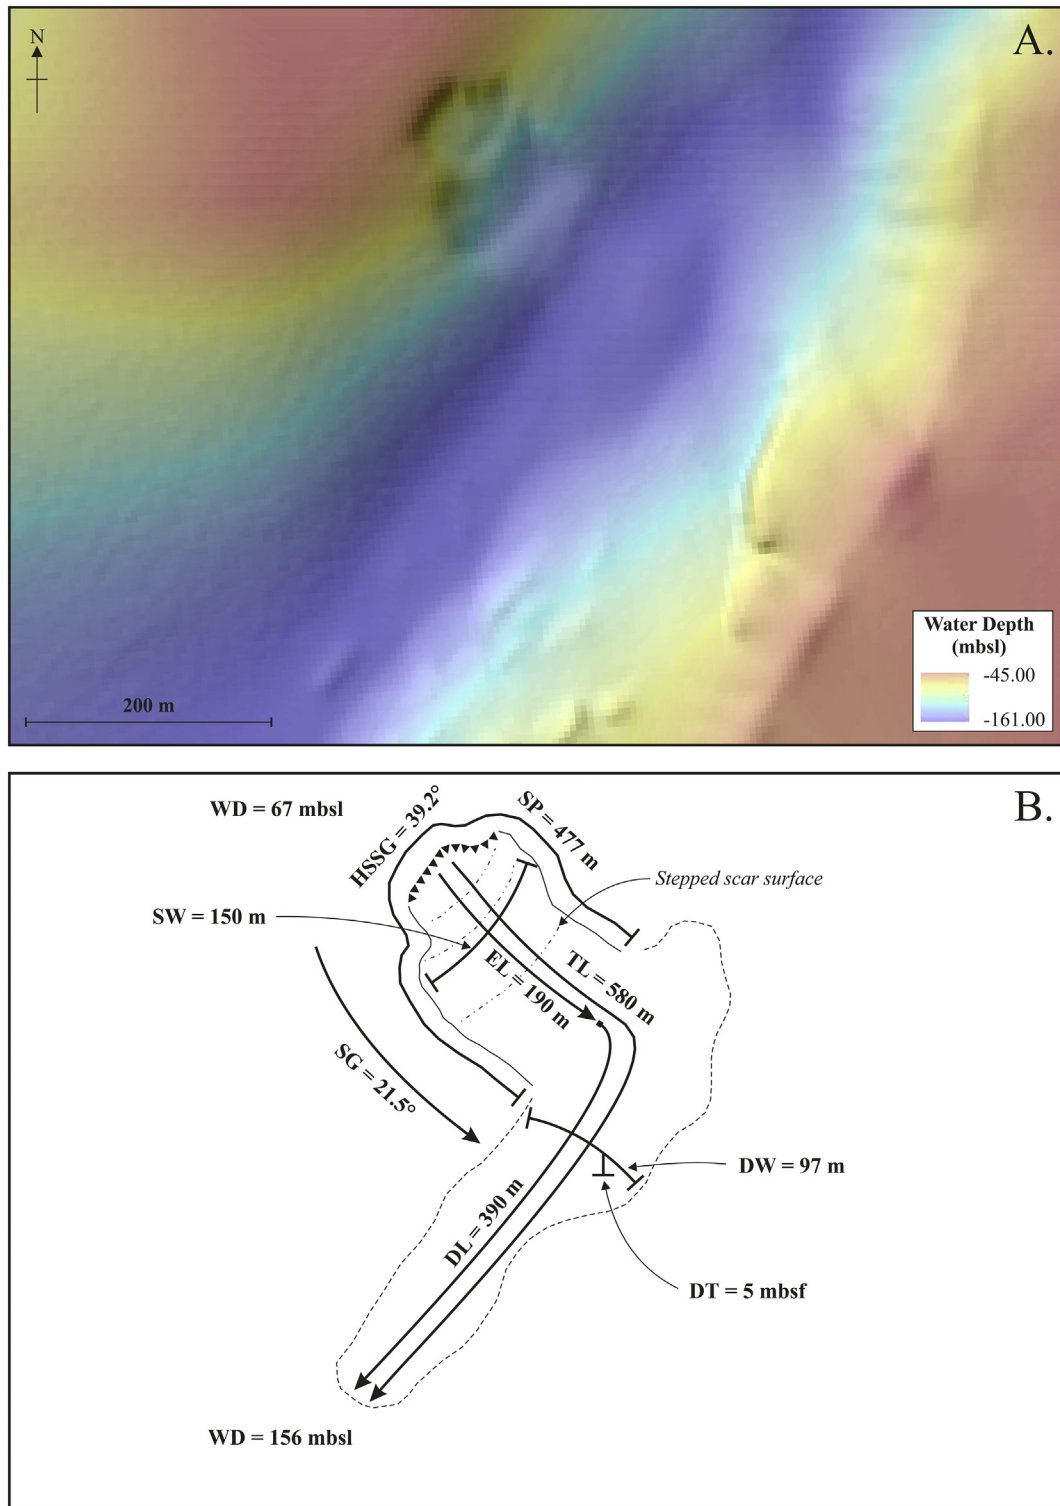 A.
N
200 m
Water Depth
(mbsl)
-45.00
-161.00
B.
WD = 67 mbsl
HSSG = 39.2°
SP = 477 m
Stepped scar surface
SW = 150 m
EL = 190 m
TL = 580 m
SG = 21.5°
DW = 97 m
DL = 390 m
DT = 5 mbsf
WD = 156 mbsl